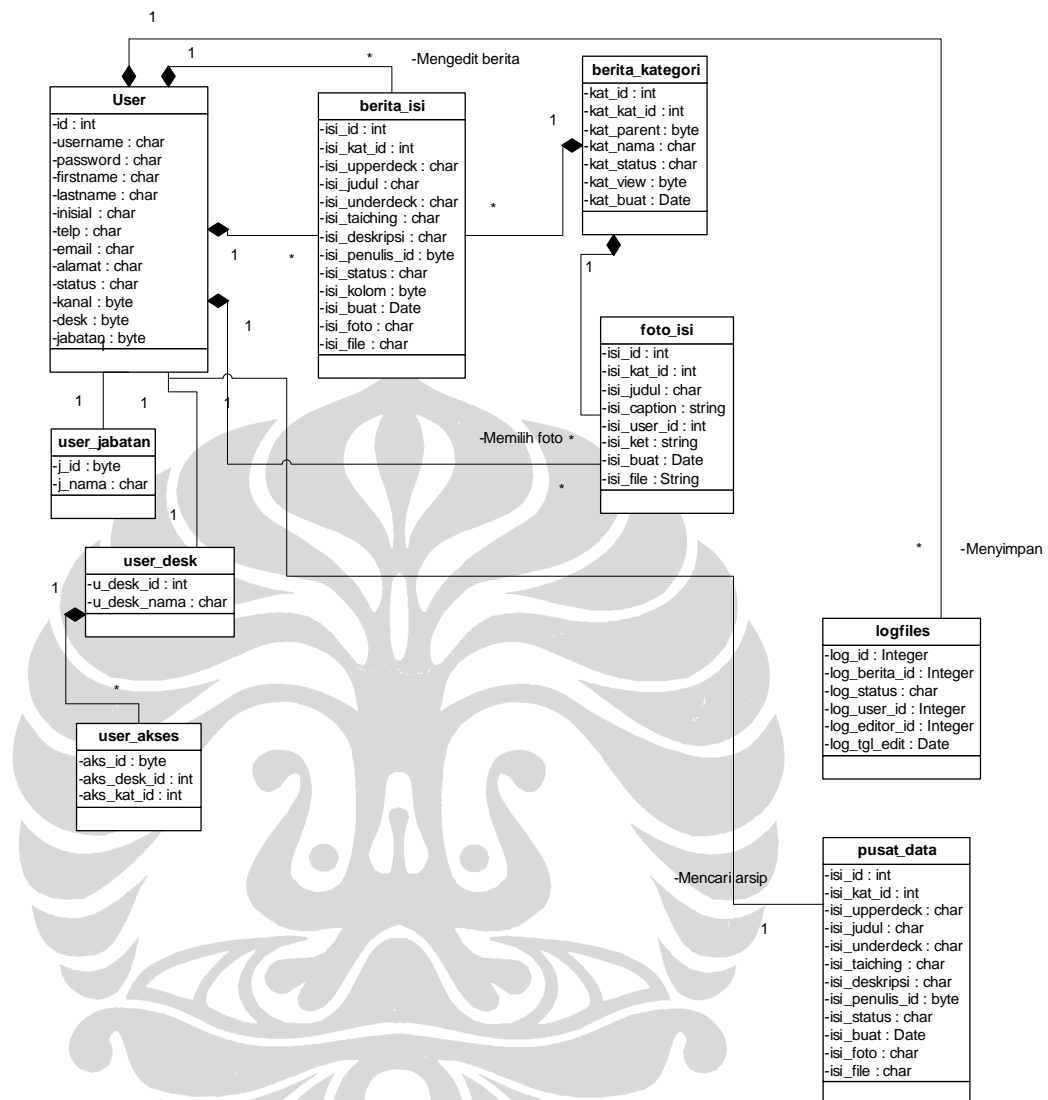 1
1
*
-Mengedit berita
User
-id : int
-username : char
-password : char
-firstname : char
-lastname : char
-inisial : char
-telp : char
-email : char
-alamat : char
-status : char
-kanal : byte
-desk : byte
-jabatan : byte
1
berita_isi
-isi_id : int
-isi_kat_id : int
-isi_upperdeck : char
-isi_judul : char
-isi_underdeck : char
-isi_taiching : char
-isi_deskripsi : char
-isi_penulis_id : byte
-isi_status : char
-isi_kolom : byte
-isi_buat : Date
-isi_foto : char
-isi_file : char
berita_kategori
-kat_id : int
-kat_kat_id : int
-kat_parent : byte
-kat_nama : char
-kat_status : char
-kat_view : byte
-kat_buat : Date
1
*
1
*
1
1
foto_isi
-isi_id : int
-isi_kat_id : int
-isi_judul : char
-isi_caption : string
-isi_user_id : int
-isi_ket : string
-isi_buat : Date
-isi_file : String
1
1
1
-Memilih foto
*
*
user_jabatan
-j_id : byte
-j_nama : char
1
user_desk
-u_desk_id : int
-u_desk_nama : char
1
*
*
-Menyimpan
user_akses
-aks_id : byte
-aks_desk_id : int
-aks_kat_id : int
logfiles
-log_id : Integer
-log_berita_id : Integer
-log_status : char
-log_user_id : Integer
-log_editor_id : Integer
-log_tgl_edit : Date
-Mencari arsip
1
pusat_data
-isi_id : int
-isi_kat_id : int
-isi_upperdeck : char
-isi_judul : char
-isi_underdeck : char
-isi_taiching : char
-isi_deskripsi : char
-isi_penulis_id : byte
-isi_status : char
-isi_buat : Date
-isi_foto : char
-isi_file : char